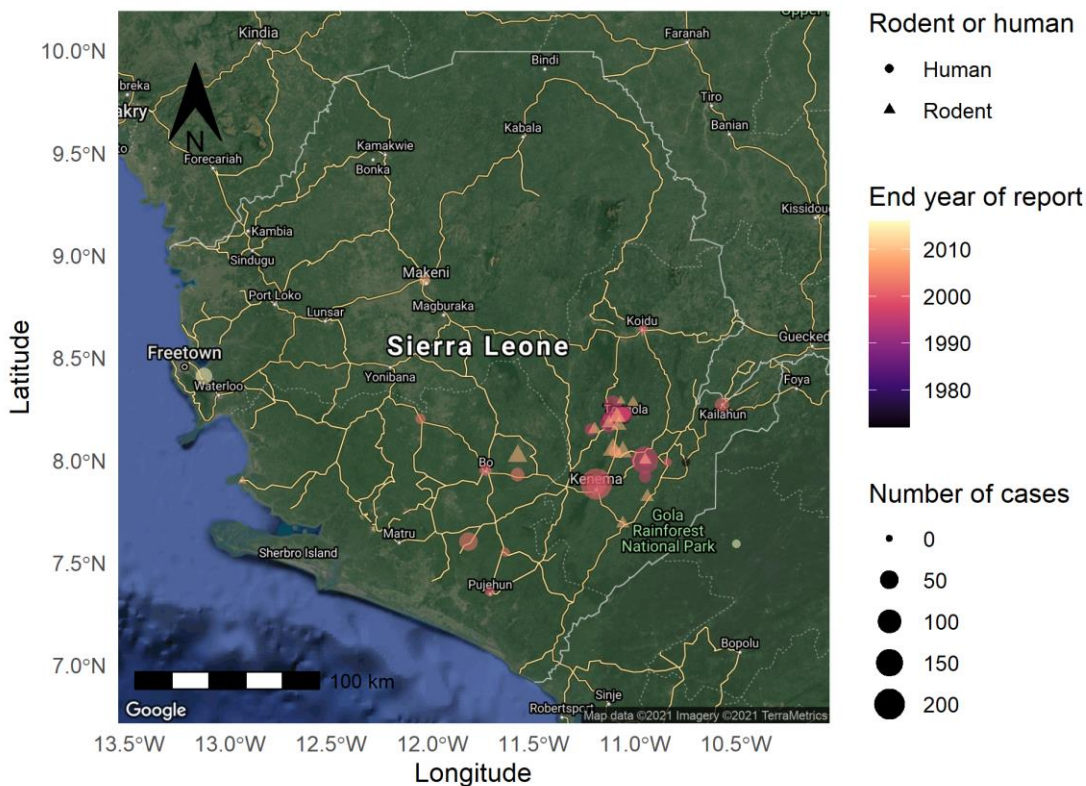 10.0°N
9.5°N
9.0°N
8.5°N
8.0°N
7.5°N
7.0°N
Latitude
13.5°W 13.0°W 12.5°W 12.0°W 11.5°W 11.0°W 10.5°W
Longitude
Kindia
Faranah
Bindi
breka
akry
to
Tiro
Kabala
Banian
N
Forecariah
Kamakwie
Bonka
Kissidou
Kambia
Sindugu
Makeni
Port Loko
Lunsar
Magburaka
Koidu
Sierra Leone
Guecked
Freetown
Waterloo
Yonibana
Foya
Kailahun
Bo
Kenema
Gola
Rainforest
National Park
Matru
Sherbro Island
Pujehun
Bopolu
100 km
Sinje
Robertsport
Google
Map data ©2021 Imagery ©2021 TerraMetrics
Rodent or human
Human
Rodent
End year of report
2010
2000
1990
1980
Number of cases
0
50
100
150
200